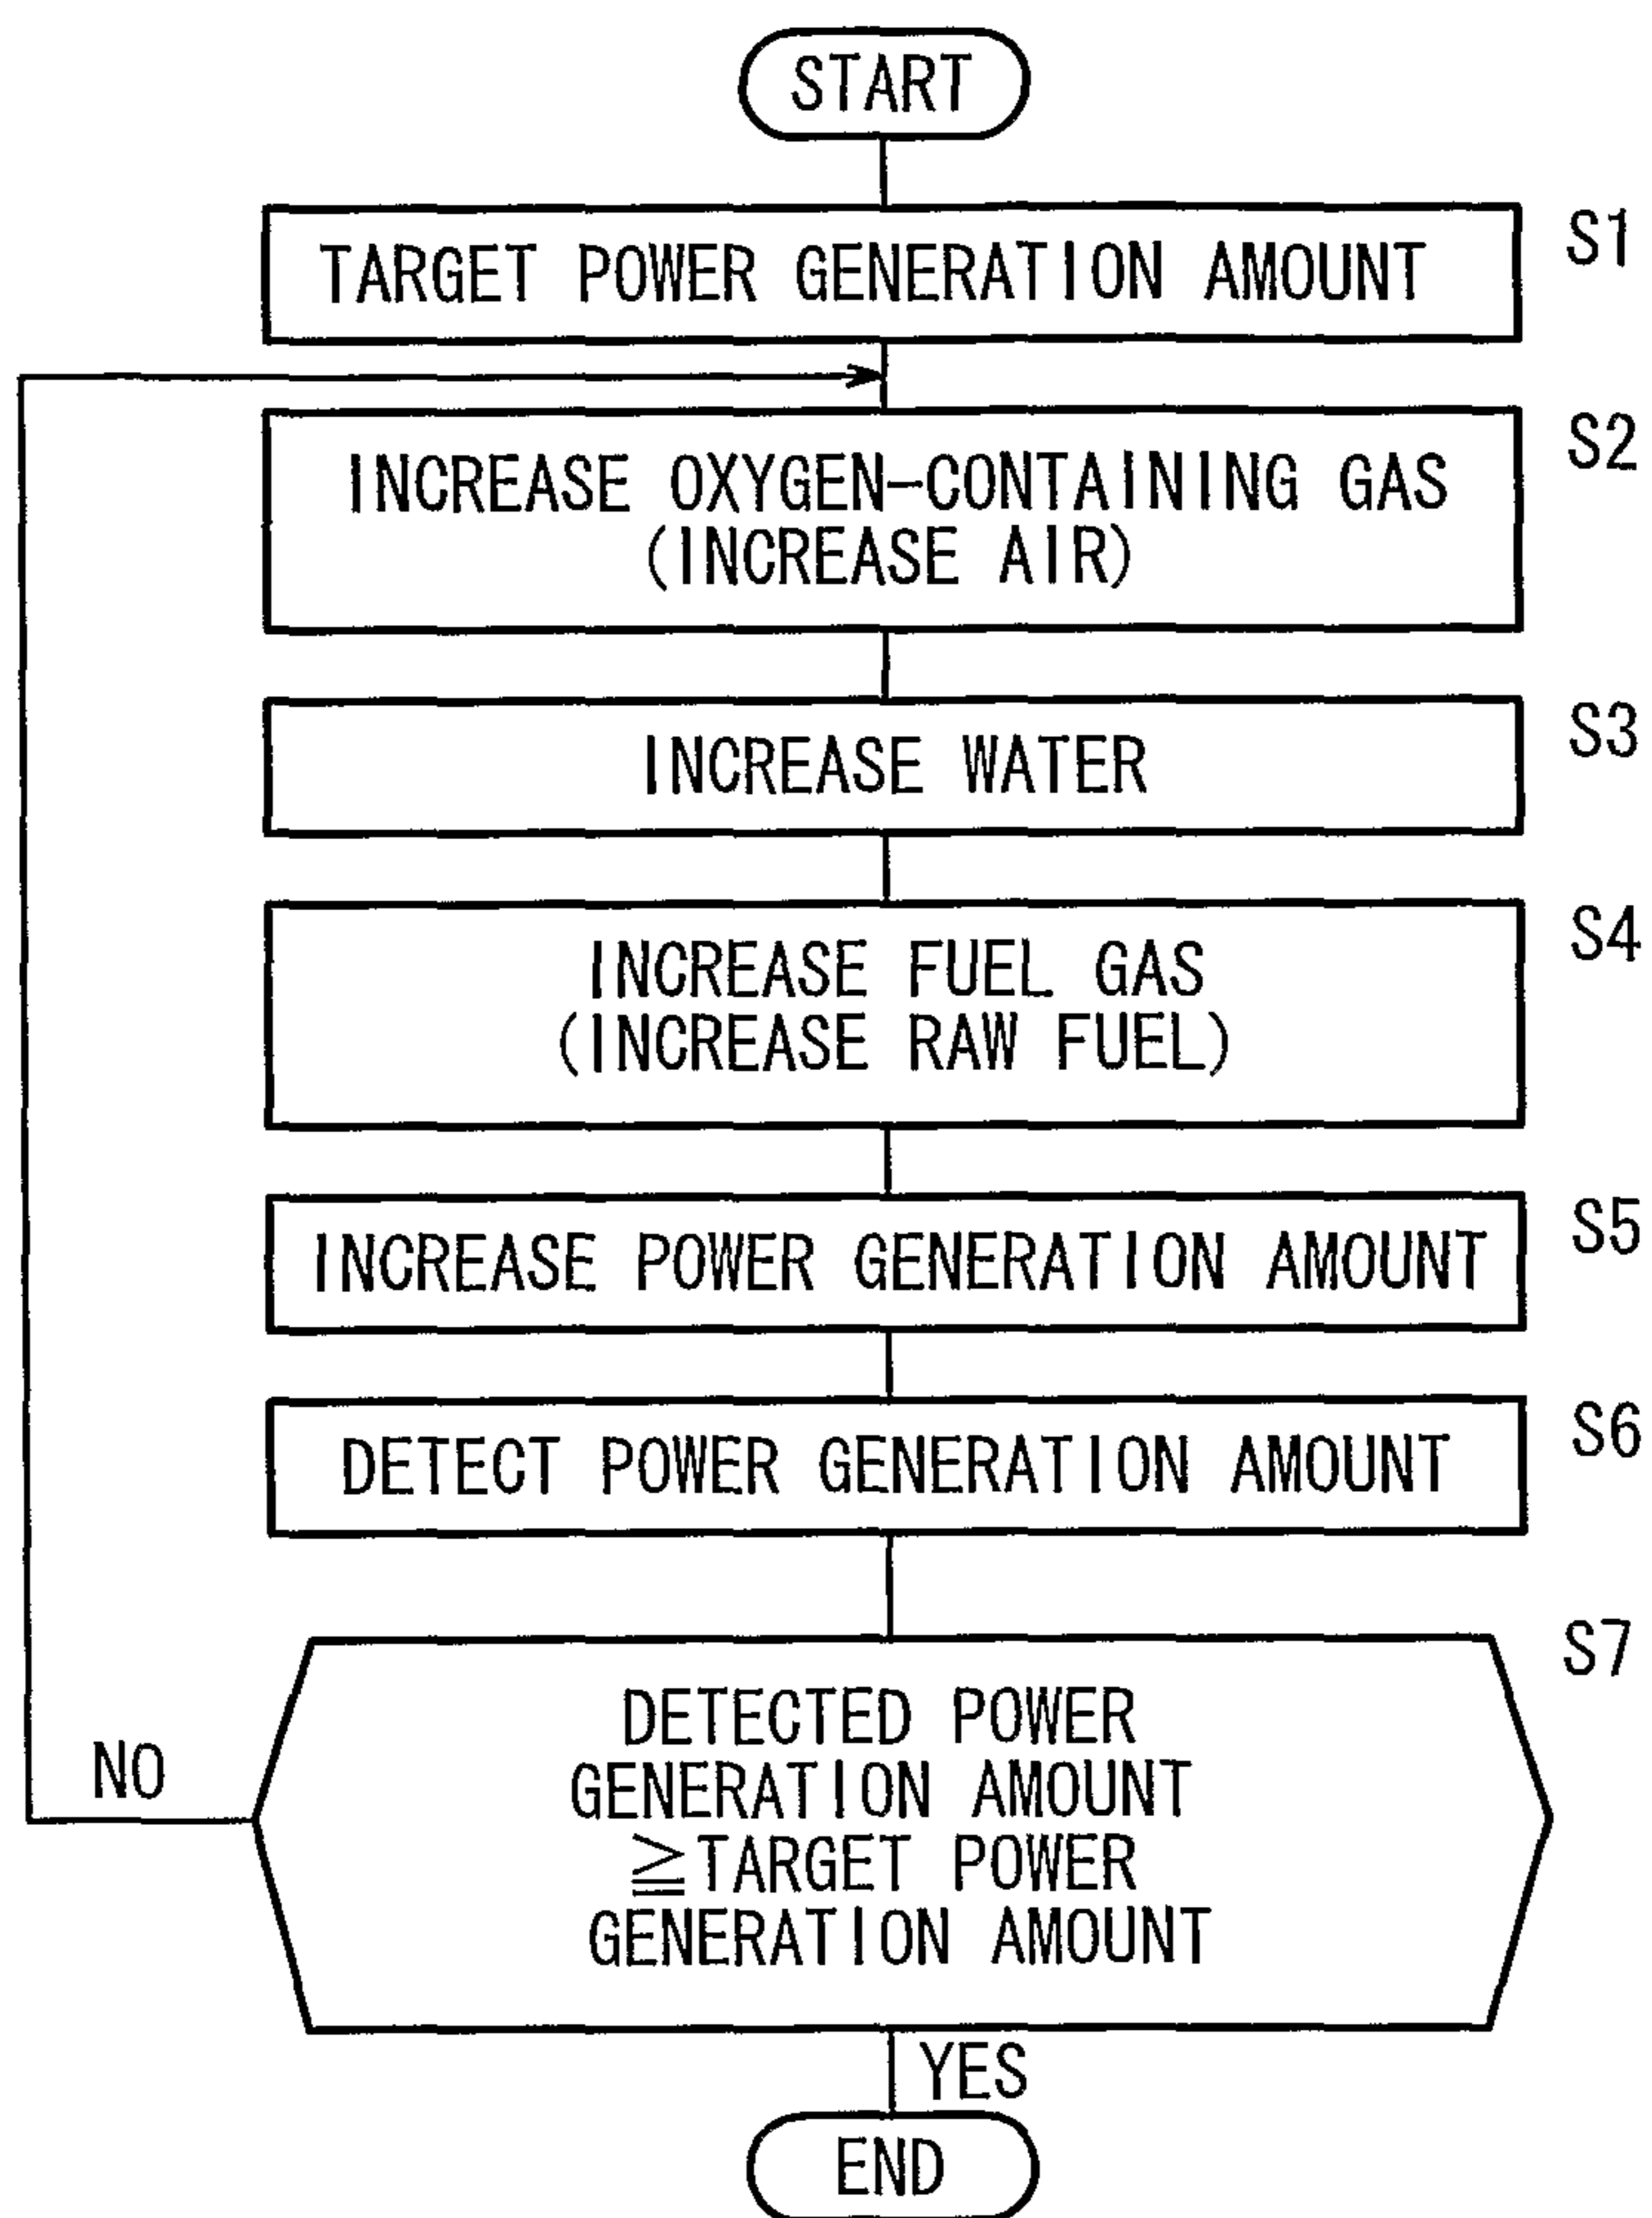 START
TARGET POWER GENERATION AMOUNT
S1
INCREASE OXYGEN-CONTAINING GAS
(INCREASE AIR)
S2
INCREASE WATER
S3
INCREASE FUEL GAS
(INCREASE RAW FUEL)
S4
INCREASE POWER GENERATION AMOUNT
S5
DETECT POWER GENERATION AMOUNT
S6
DETECTED POWER
GENERATION AMOUNT
≧TARGET POWER
GENERATION AMOUNT
S7
NO
YES
END